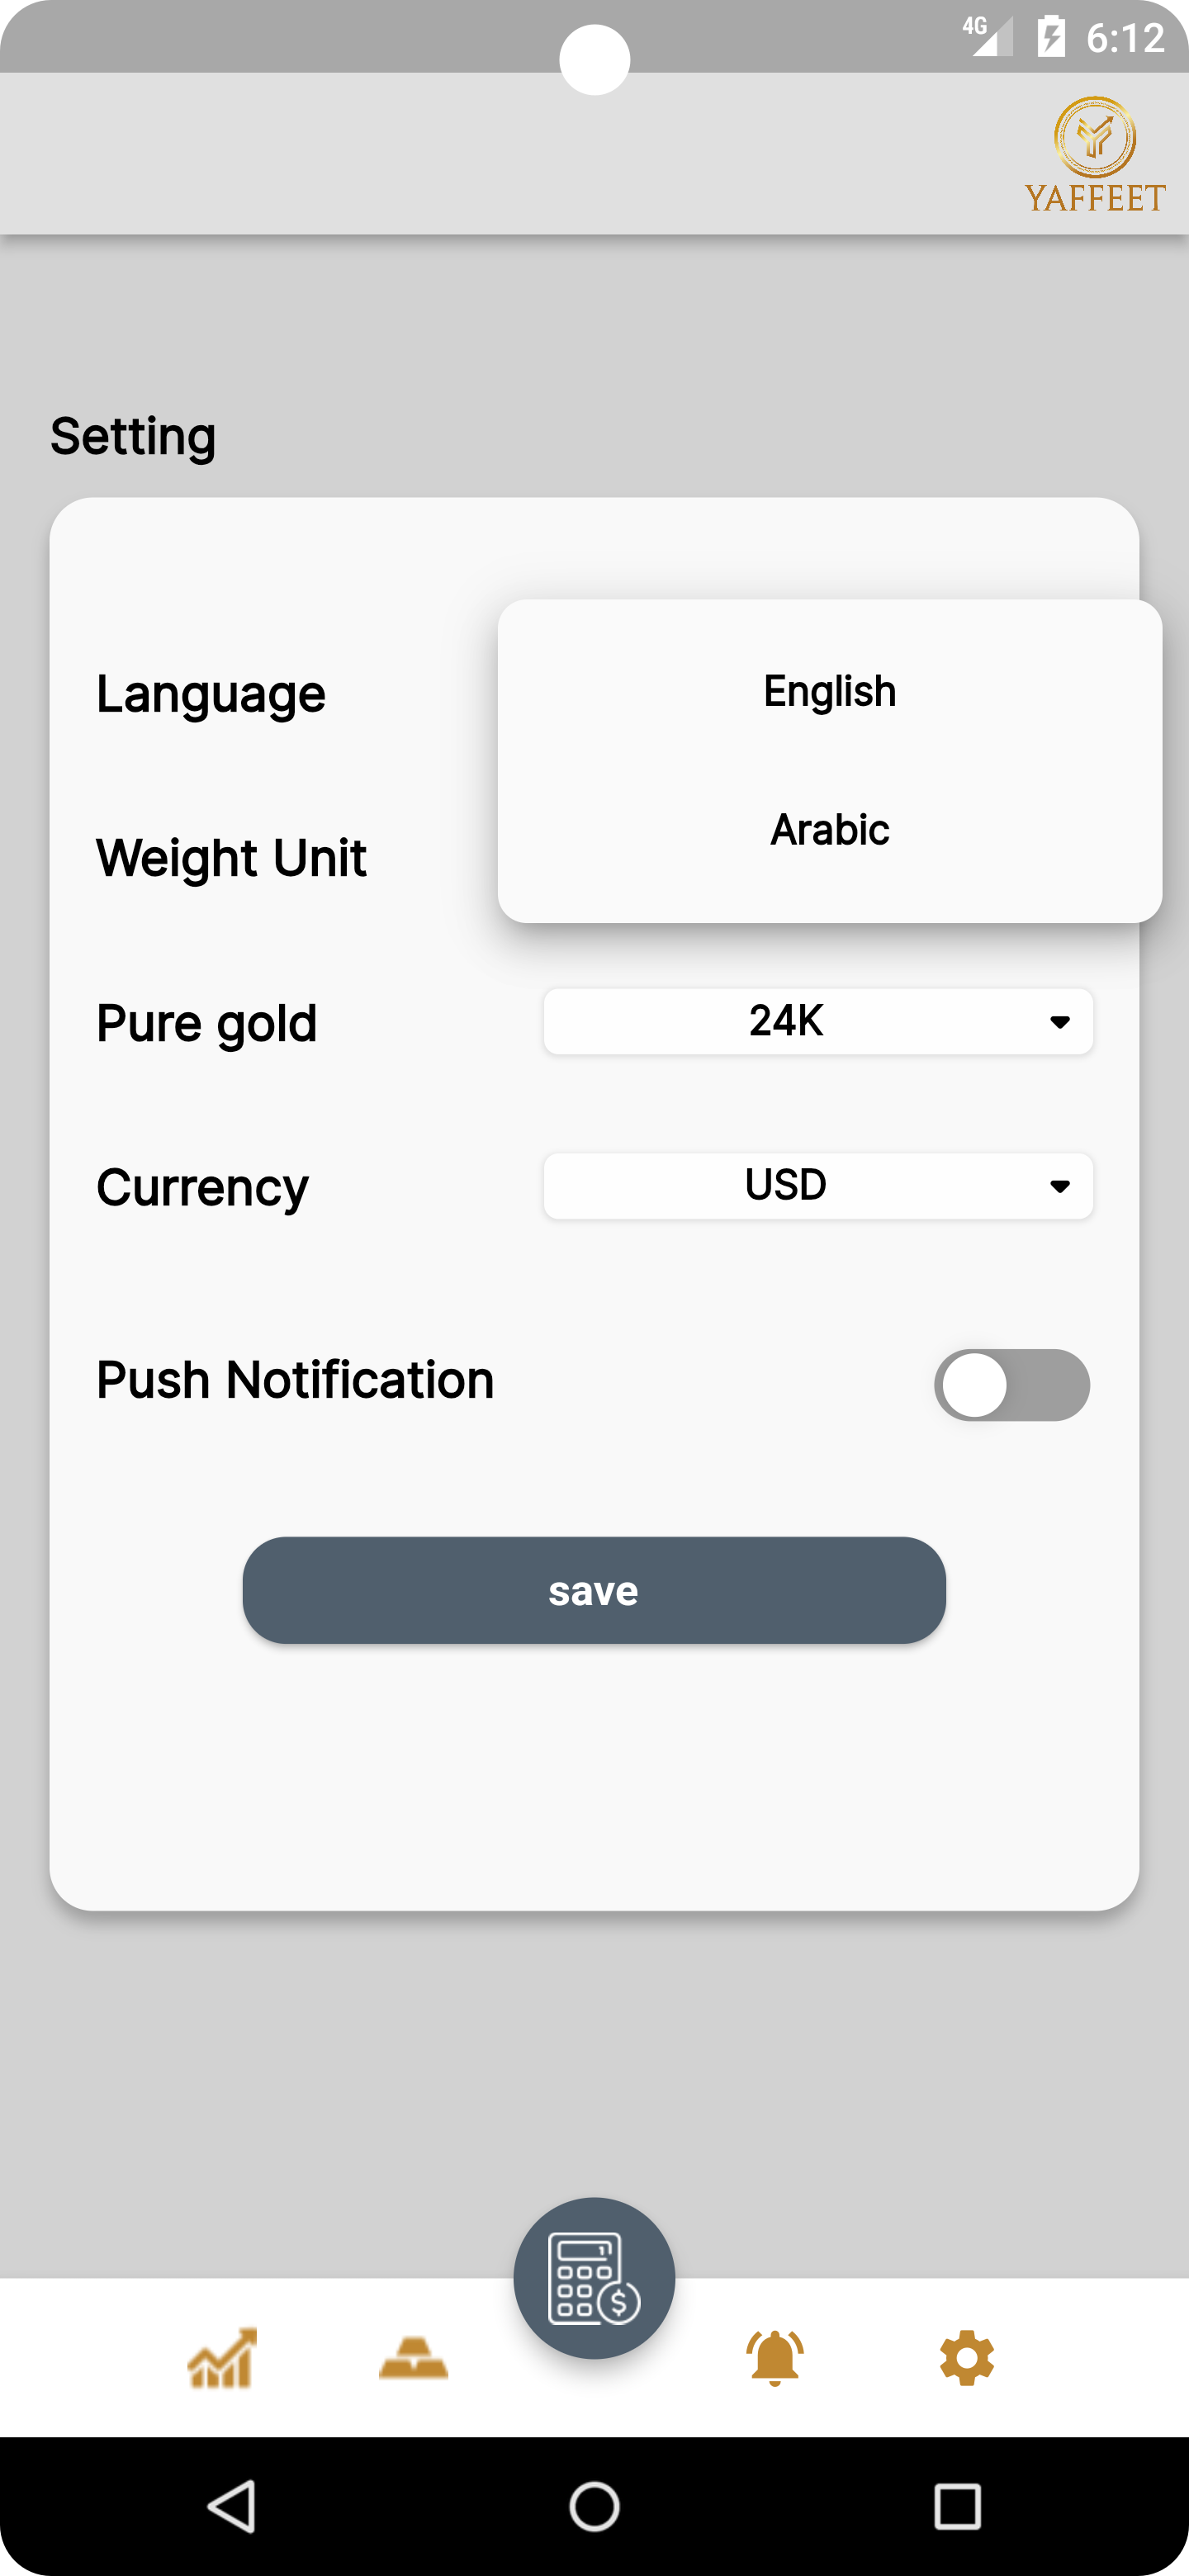 4G 6:12
YAFFEET
Setting
Language
English
Arabic
Weight Unit
Pure gold 24K
Currency USD
Push Notification
save